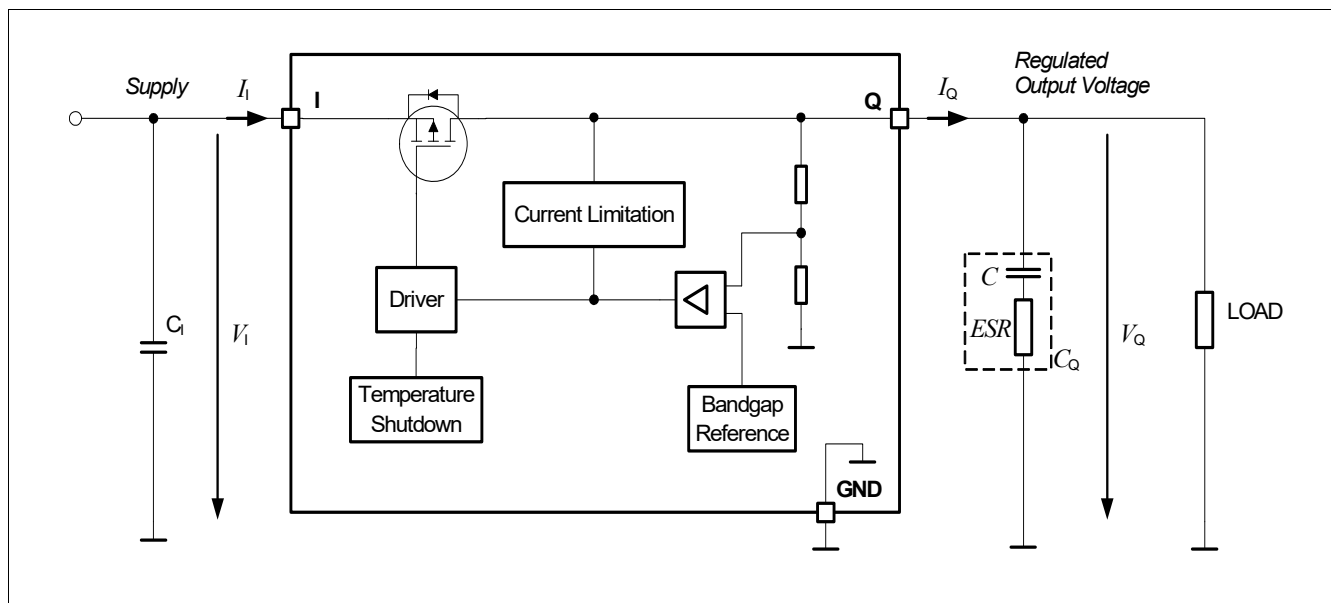 Supply
I_I
I
Q
I_Q
Regulated
Output Voltage
Current Limitation
Driver
C
ESR
C_Q
LOAD
C_I
V_I
V_Q
Temperature
Shutdown
Bandgap
Reference
GND